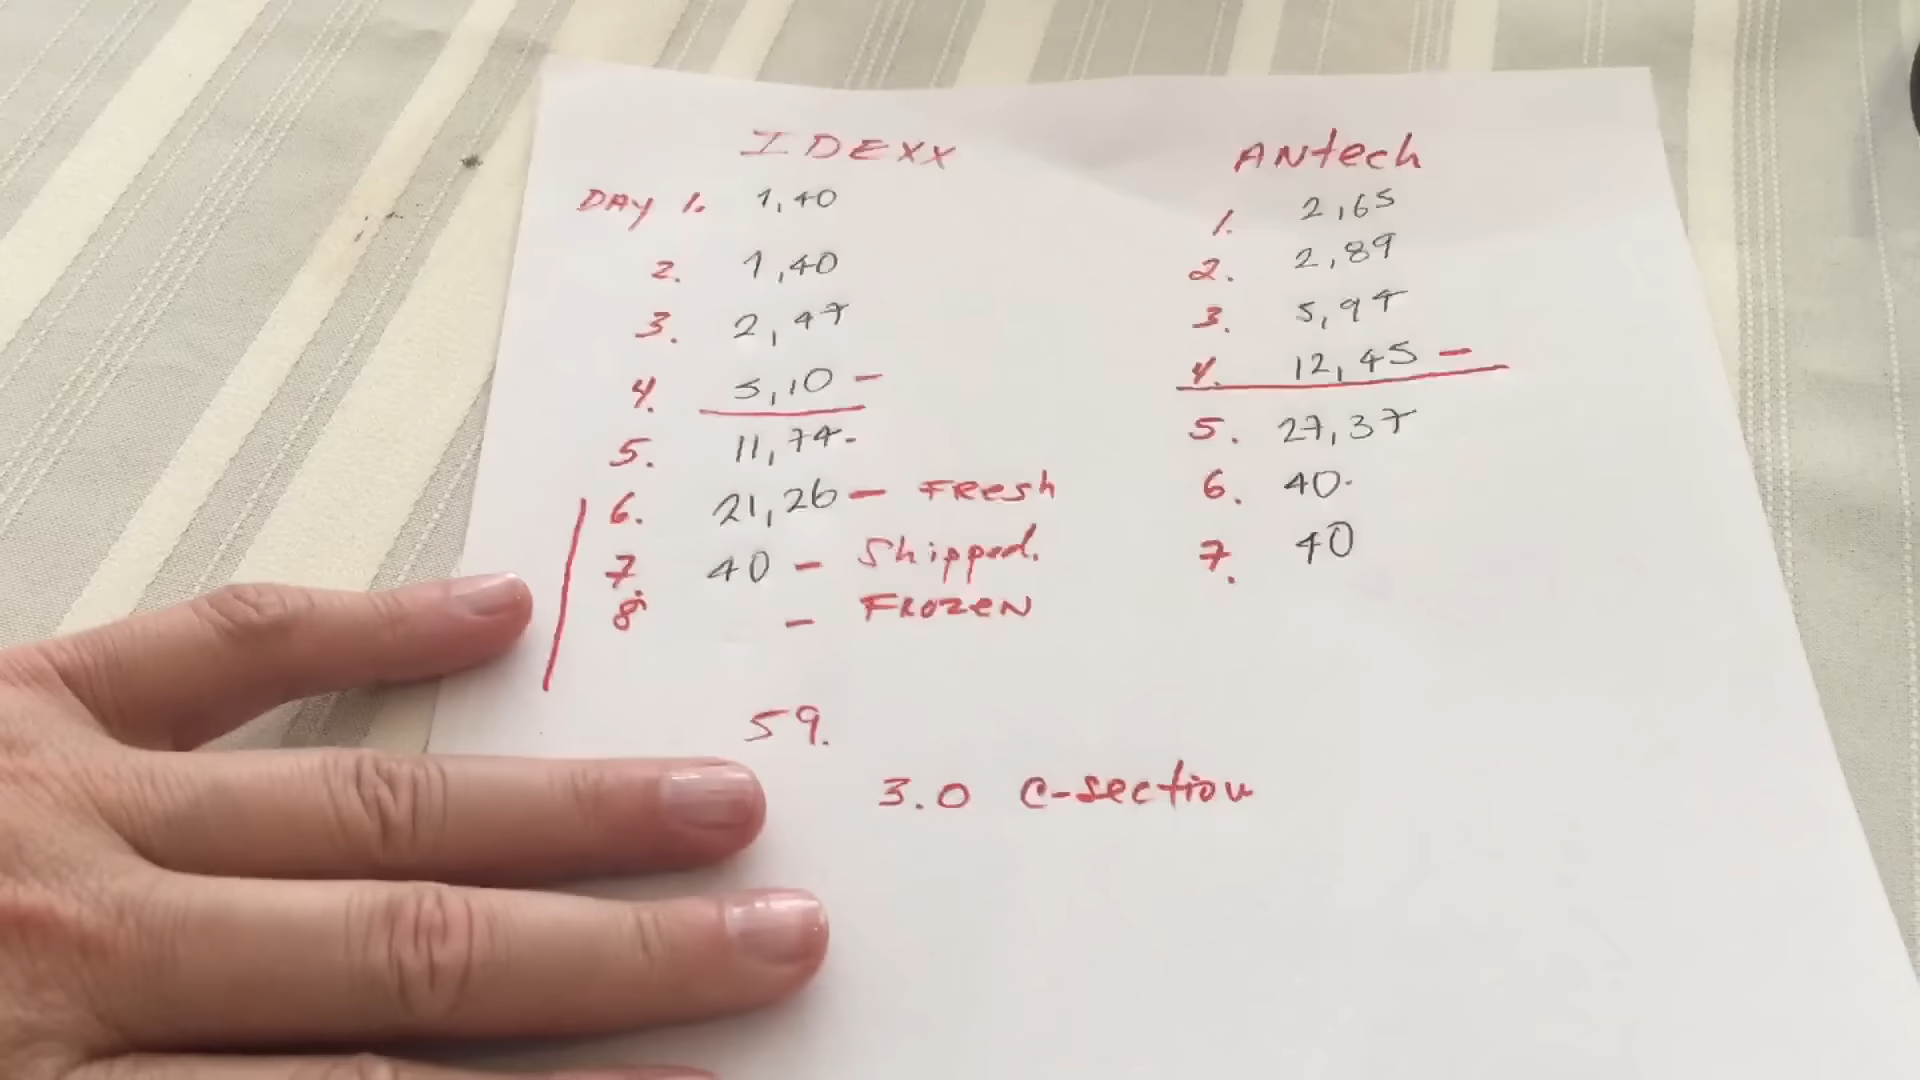 IDEXX
DAY 1. 1,40
2. 1,40
3. 2,47
4. 5,10 -
5. 11,74-
6. 21,26 - FResh
7. 40 - Shipped.
8. - FROZEN
59.
3.0 C-section
ANtech
1. 2,65
2. 2,89
3. 5,97
4. 12,45 -
5. 27,37
6. 40-
7. 40